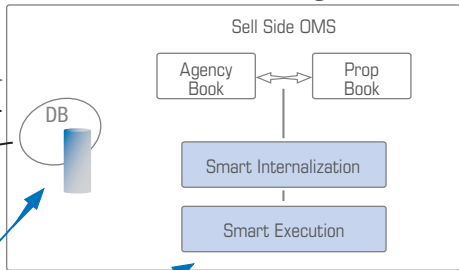 Sell Side OMS
Agency
Book
Prop
Book
DB
Smart Internalization
Smart Execution